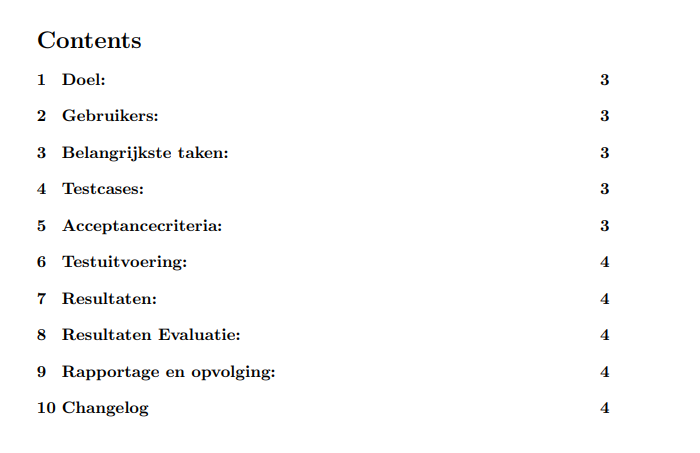 Contents
1 Doel: 3
2 Gebruikers: 3
3 Belangrijkste taken: 3
4 Testcases: 3
5 Acceptancecriteria: 3
6 Testuitvoering: 4
7 Resultaten: 4
8 Resultaten Evaluatie: 4
9 Rapportage en opvolging: 4
10 Changelog 4